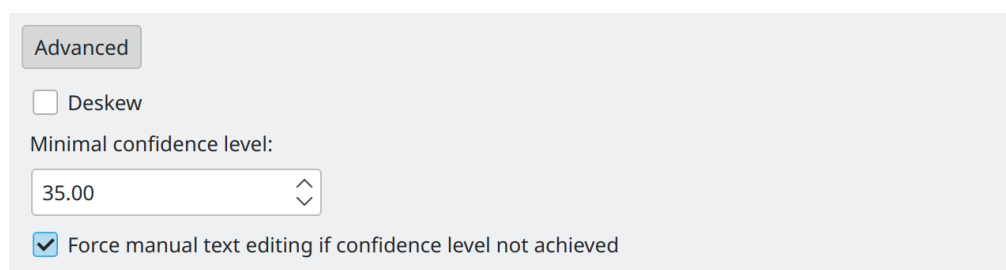 Advanced
Deskew
Minimal confidence level:
35.00
Force manual text editing if confidence level not achieved